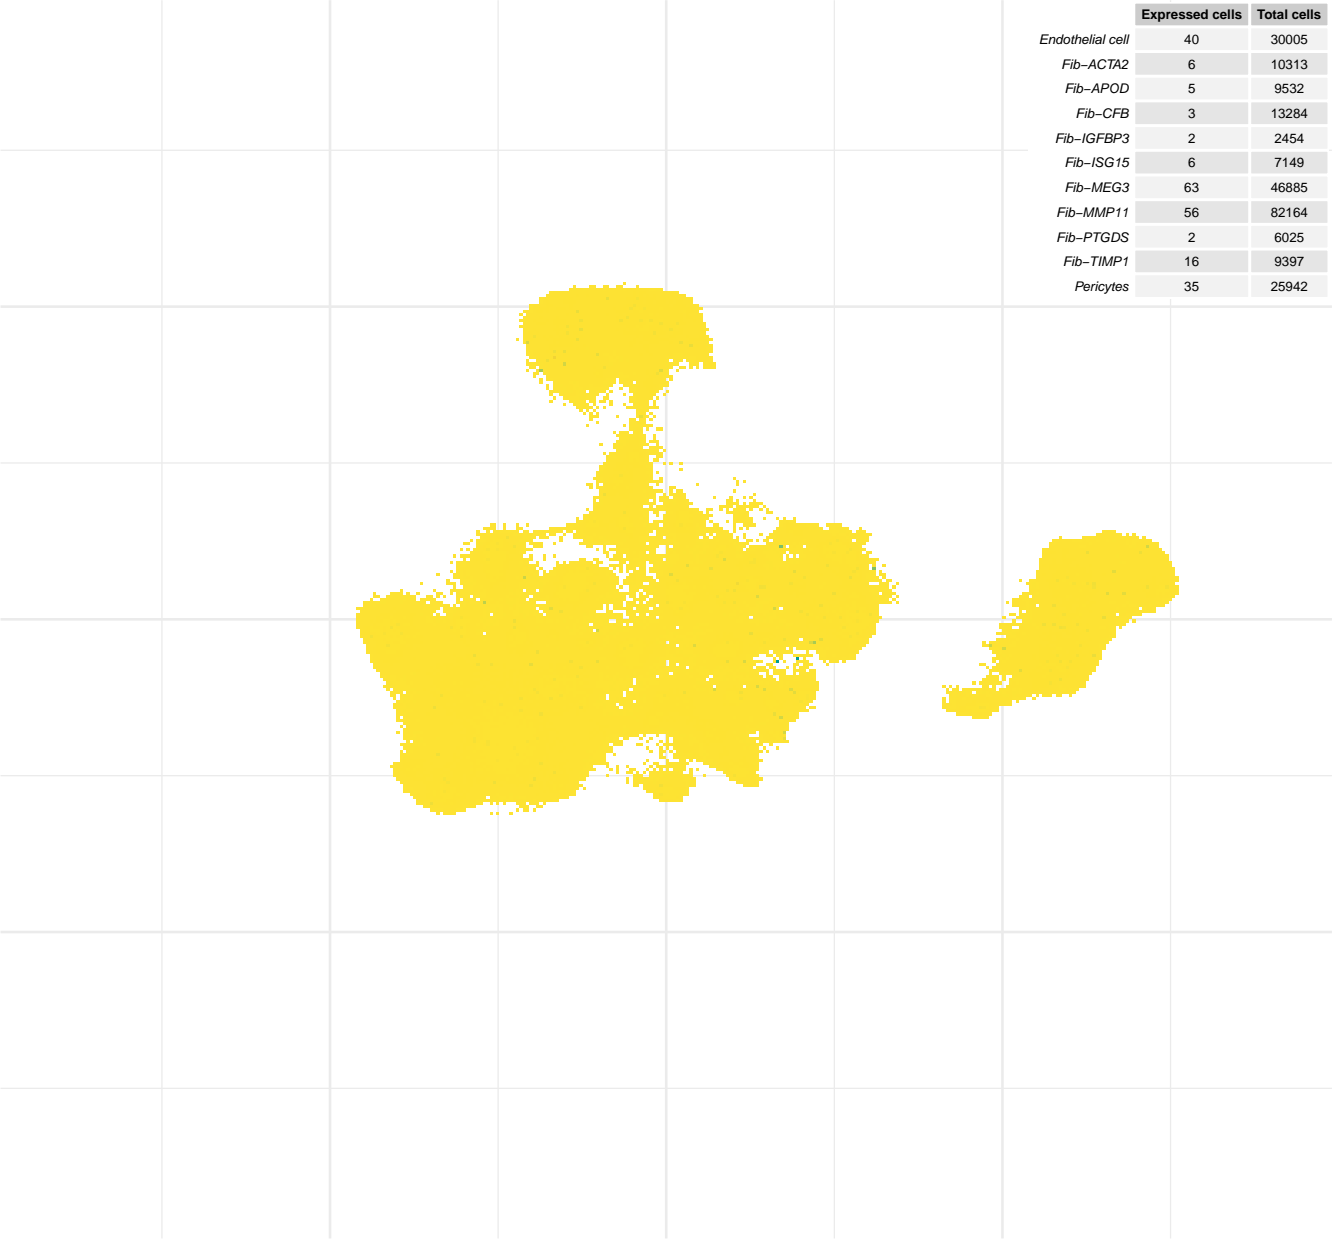 Expressed cells Total cells
Endothelial cell 40 30005
Fib−ACTA2 6 10313
Fib−APOD 5 9532
Fib−CFB 3 13284
Fib−IGFBP3 2 2454
Fib−ISG15 6 7149
Fib−MEG3 63 46885
Fib−MMP11 56 82164
Fib−PTGDS 2 6025
Fib−TIMP1 16 9397
Pericytes 35 25942